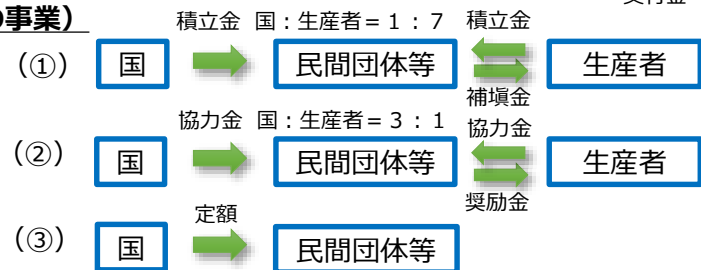 の事業）
積立金 国：生産者＝１：７ 積立金
（①） 国 民間団体等 生産者
補塡金
協力金 国：生産者＝３：１ 協力金
（②） 国 民間団体等 生産者
奨励金
定額
（③） 国 民間団体等